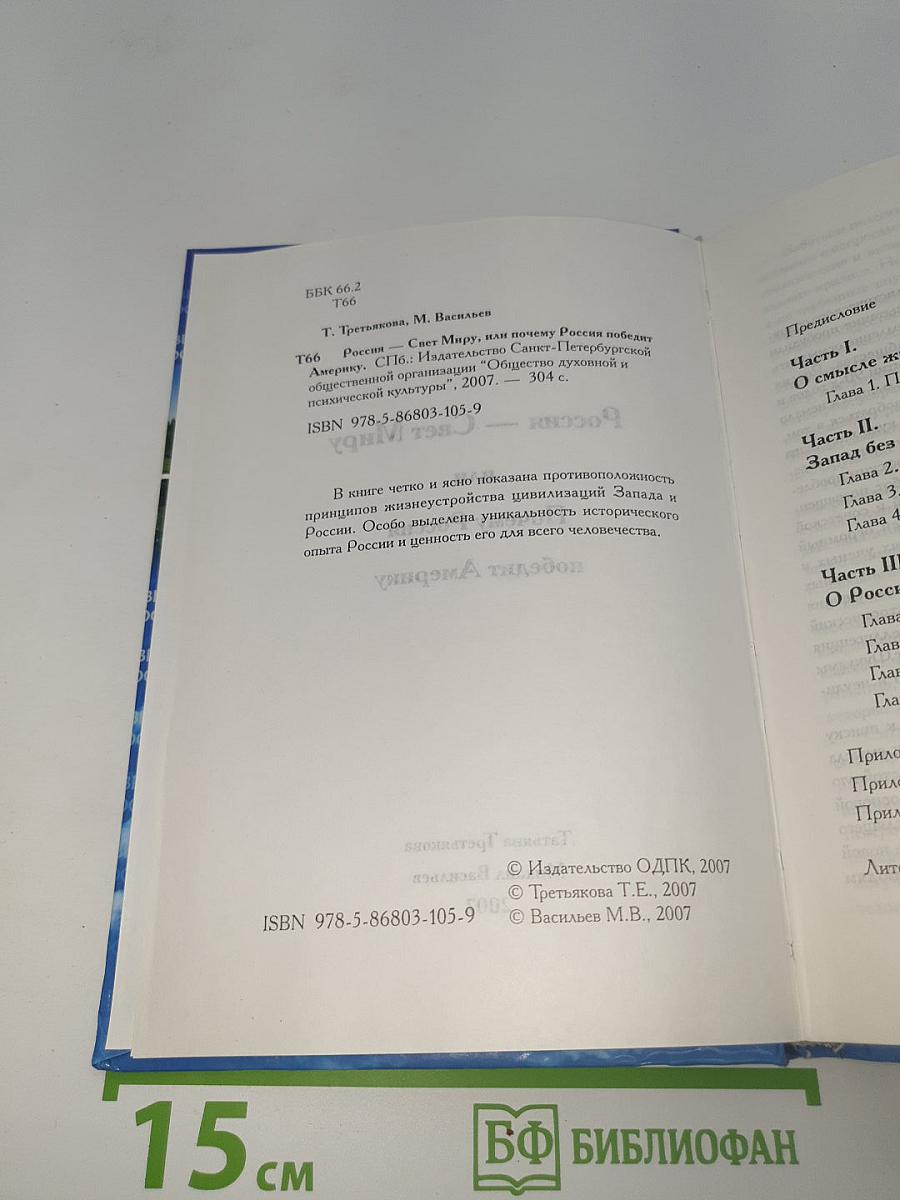 ББК 66.2
Т66
Т. Третьякова, М. Васильев
Т66 Россия — Свет Миру, или почему Россия победит
Америку. СПб.: Издательство Санкт-Петербургской
общественной организации "Общество духовной и
психической культуры", 2007. — 304 с.
ISBN 978-5-86803-105-9
В книге четко и ясно показана противоположность
принципов жизнеустройства цивилизаций Запада и
России. Особо выделена уникальность исторического
опыта России и ценность его для всего человечества.
© Издательство ОДПК, 2007
© Третьякова Т.Е., 2007
ISBN 978-5-86803-105-9 © Васильев М.В., 2007
Предисловие
Часть I.
О смысле
Глава 1.
Часть II.
Запад без
Глава 2.
Глава 3.
Глава 4
Часть III
О
15 см
БФ БИБЛИОФАН